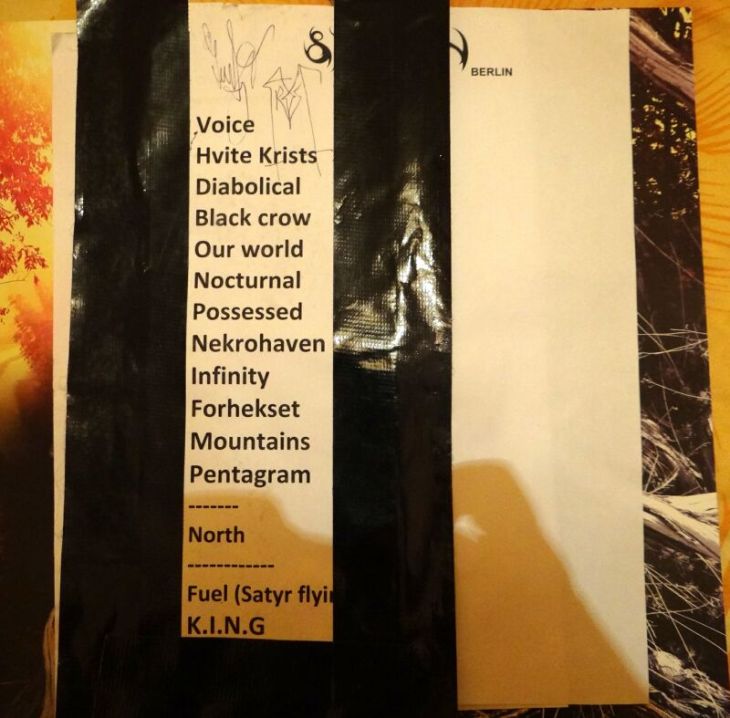 BERLIN
Voice
Hvite Krists
Diabolical
Black crow
Our world
Nocturnal
Possessed
Nekrohaven
Infinity
Forhekset
Mountains
Pentagram
-------
North
------------
Fuel (Satyr flyin
K.I.N.G